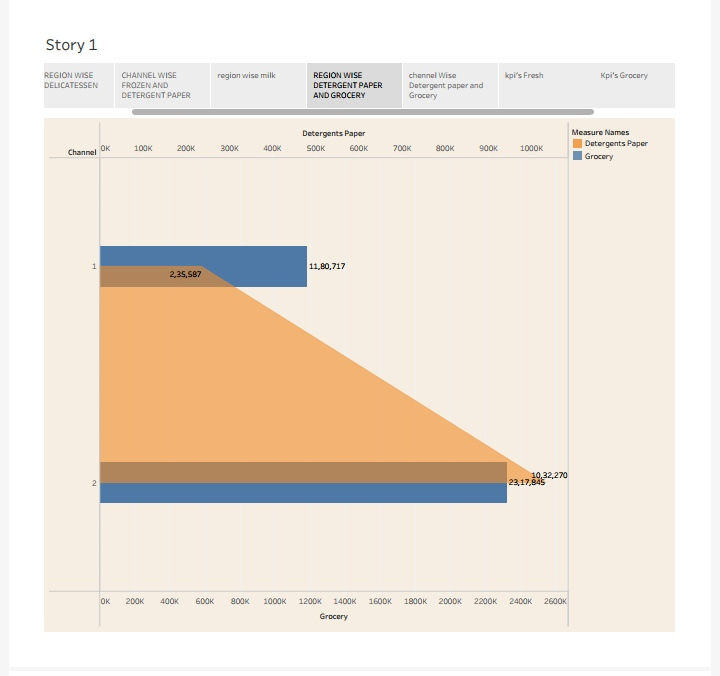 Story 1
REGION WISE
DELICATESSEN
CHANNEL WISE
FROZEN AND
DETERGENT PAPER
region wise milk
REGION WISE
DETERGENT PAPER
AND GROCERY
channel Wise
Detergent paper and
Grocery
kpi's Fresh
Kpi's Grocery
Detergents Paper
Channel
0K 100K 200K 300K 400K 500K 600K 700K 800K 900K 1000K
Measure Names
Detergents Paper
Grocery
1
11,80,717
2,35,587
10,32,270
2
23,17,845
0K 200K 400K 600K 800K 1000K 1200K 1400K 1600K 1800K 2000K 2200K 2400K 2600K
Grocery